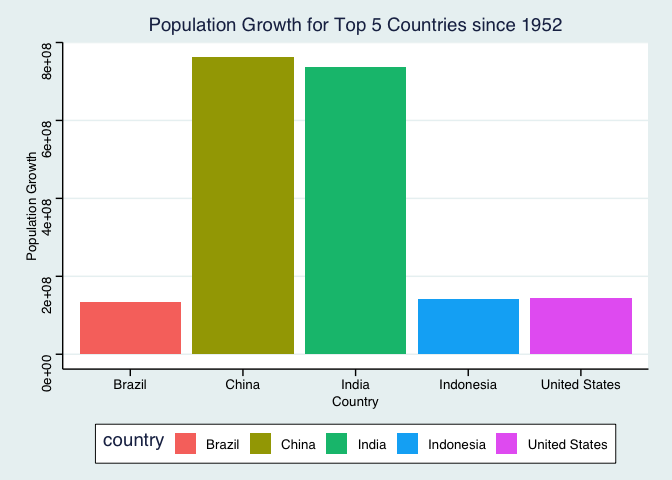 Population Growth for Top 5 Countries since 1952
Population Growth
8e+08
6e+08
4e+08
2e+08
0e+00
Brazil China India Indonesia United States
Country
country Brazil China India Indonesia United States